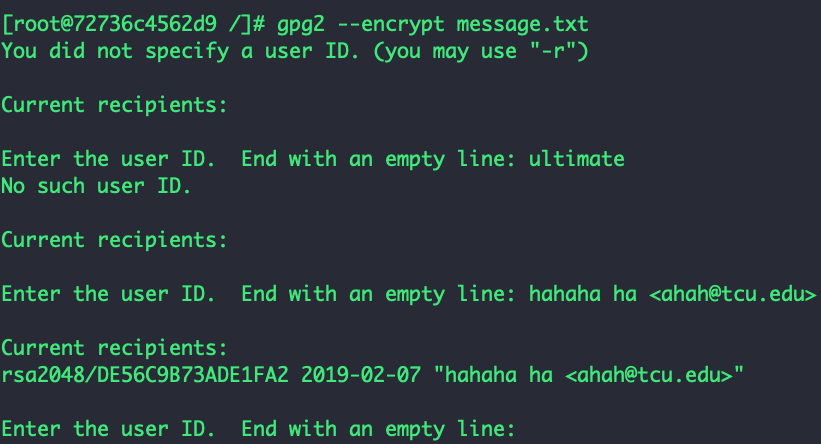 [root@72736c4562d9 /]# gpg2 --encrypt message.txt
You did not specify a user ID. (you may use "-r")
Current recipients:
Enter the user ID.  End with an empty line: ultimate
No such user ID.
Current recipients:
Enter the user ID.  End with an empty line: hahaha ha <ahah@tcu.edu>
Current recipients:
rsa2048/DE56C9B73ADE1FA2 2019-02-07 "hahaha ha <ahah@tcu.edu>"
Enter the user ID.  End with an empty line: